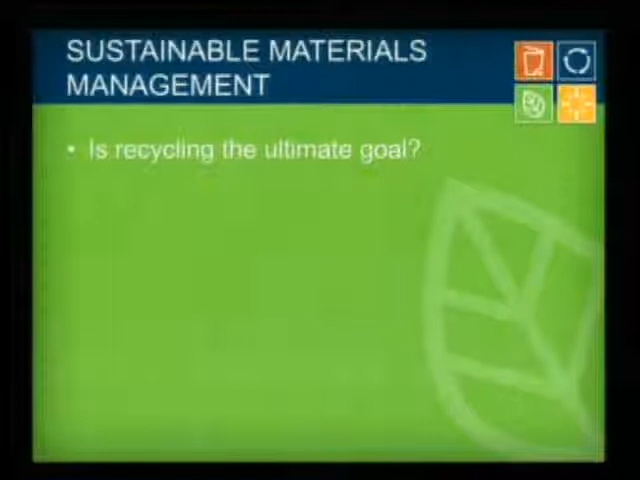 SUSTAINABLE MATERIALS
MANAGEMENT
• Is recycling the ultimate goal?